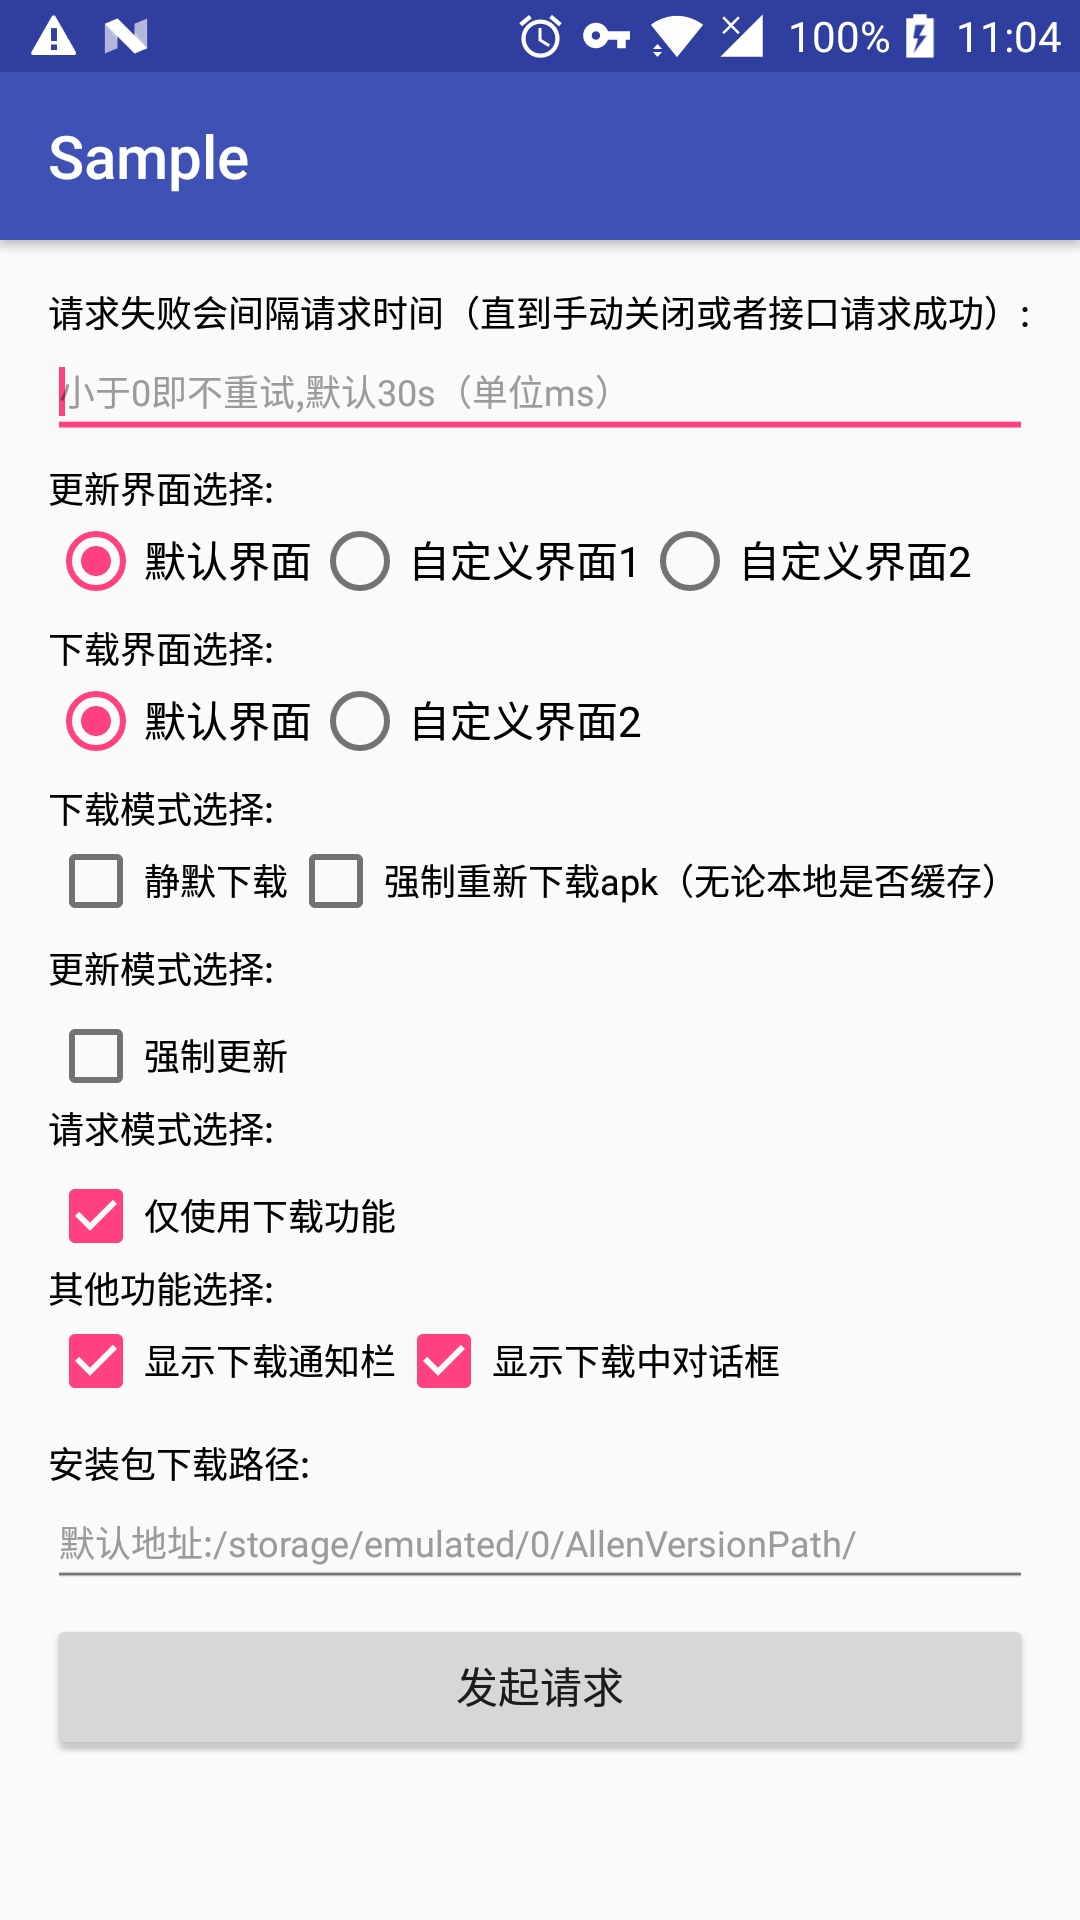 100% 11:04
Sample
请求失败会间隔请求时间（直到手动关闭或者接口请求成功）:
小于0即不重试,默认30s（单位ms）
更新界面选择:
默认界面 自定义界面1 自定义界面2
下载界面选择:
默认界面 自定义界面2
下载模式选择:
静默下载 强制重新下载apk（无论本地是否缓存）
更新模式选择:
强制更新
请求模式选择:
仅使用下载功能
其他功能选择:
显示下载通知栏 显示下载中对话框
安装包下载路径:
默认地址:/storage/emulated/0/AllenVersionPath/
发起请求